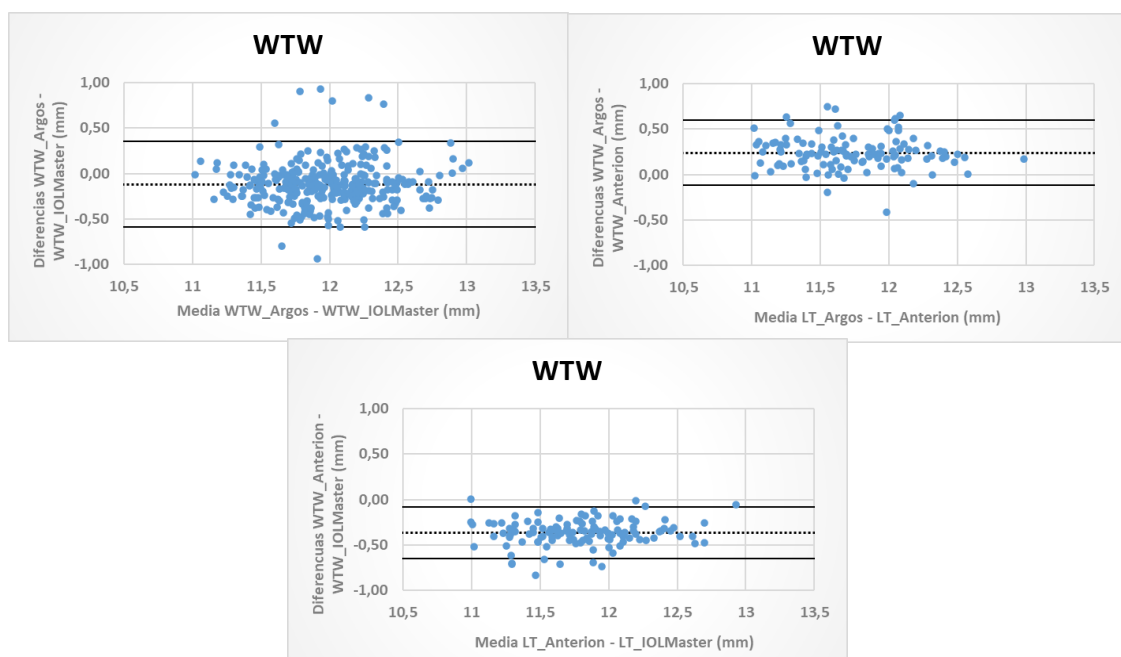 WTW
Diferencias WTW_Argos -
WTW_IOLMaster (mm)
1,00
0,50
0,00
-0,50
-1,00
10,5 11 11,5 12 12,5 13 13,5
Media WTW_Argos - WTW_IOLMaster (mm)
WTW
Diferencuas WTW_Argos -
WTW_Anterion (mm)
1,00
0,50
0,00
-0,50
-1,00
10,5 11 11,5 12 12,5 13 13,5
Media LT_Argos - LT_Anterion (mm)
WTW
Diferencuas WTW_Anterion -
WTW_IOLMaster (mm)
1,00
0,50
0,00
-0,50
-1,00
10,5 11 11,5 12 12,5 13 13,5
Media LT_Anterion - LT_IOLMaster (mm)